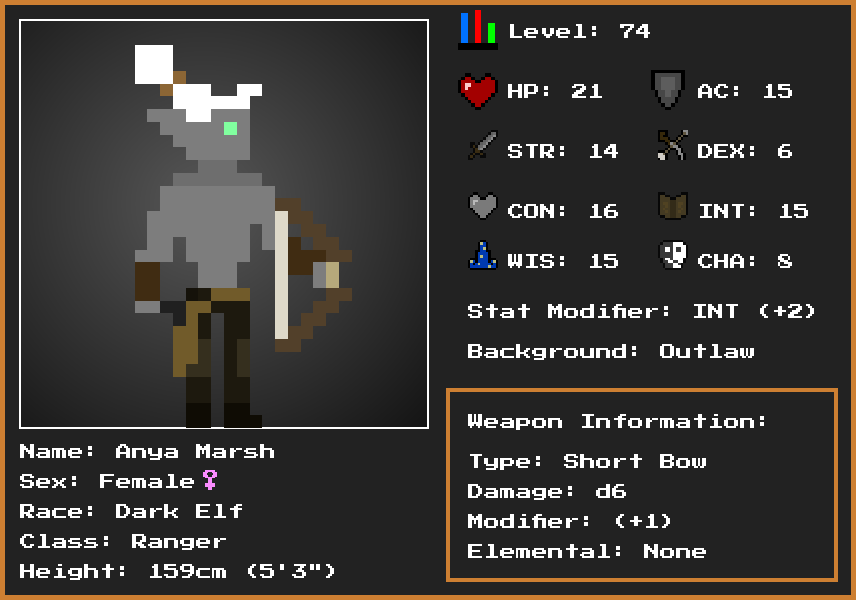 Level: 74
HP: 21 AC: 15
STR: 14 DEX: 6
CON: 16 INT: 15
WIS: 15 CHA: 8
Stat Modifier: INT (+2)
Background: Outlaw
Weapon Information:
Type: Short Bow
Damage: d6
Modifier: (+1)
Elemental: None
Name: Anya Marsh
Sex: Female♀
Race: Dark Elf
Class: Ranger
Height: 159cm (5'3")